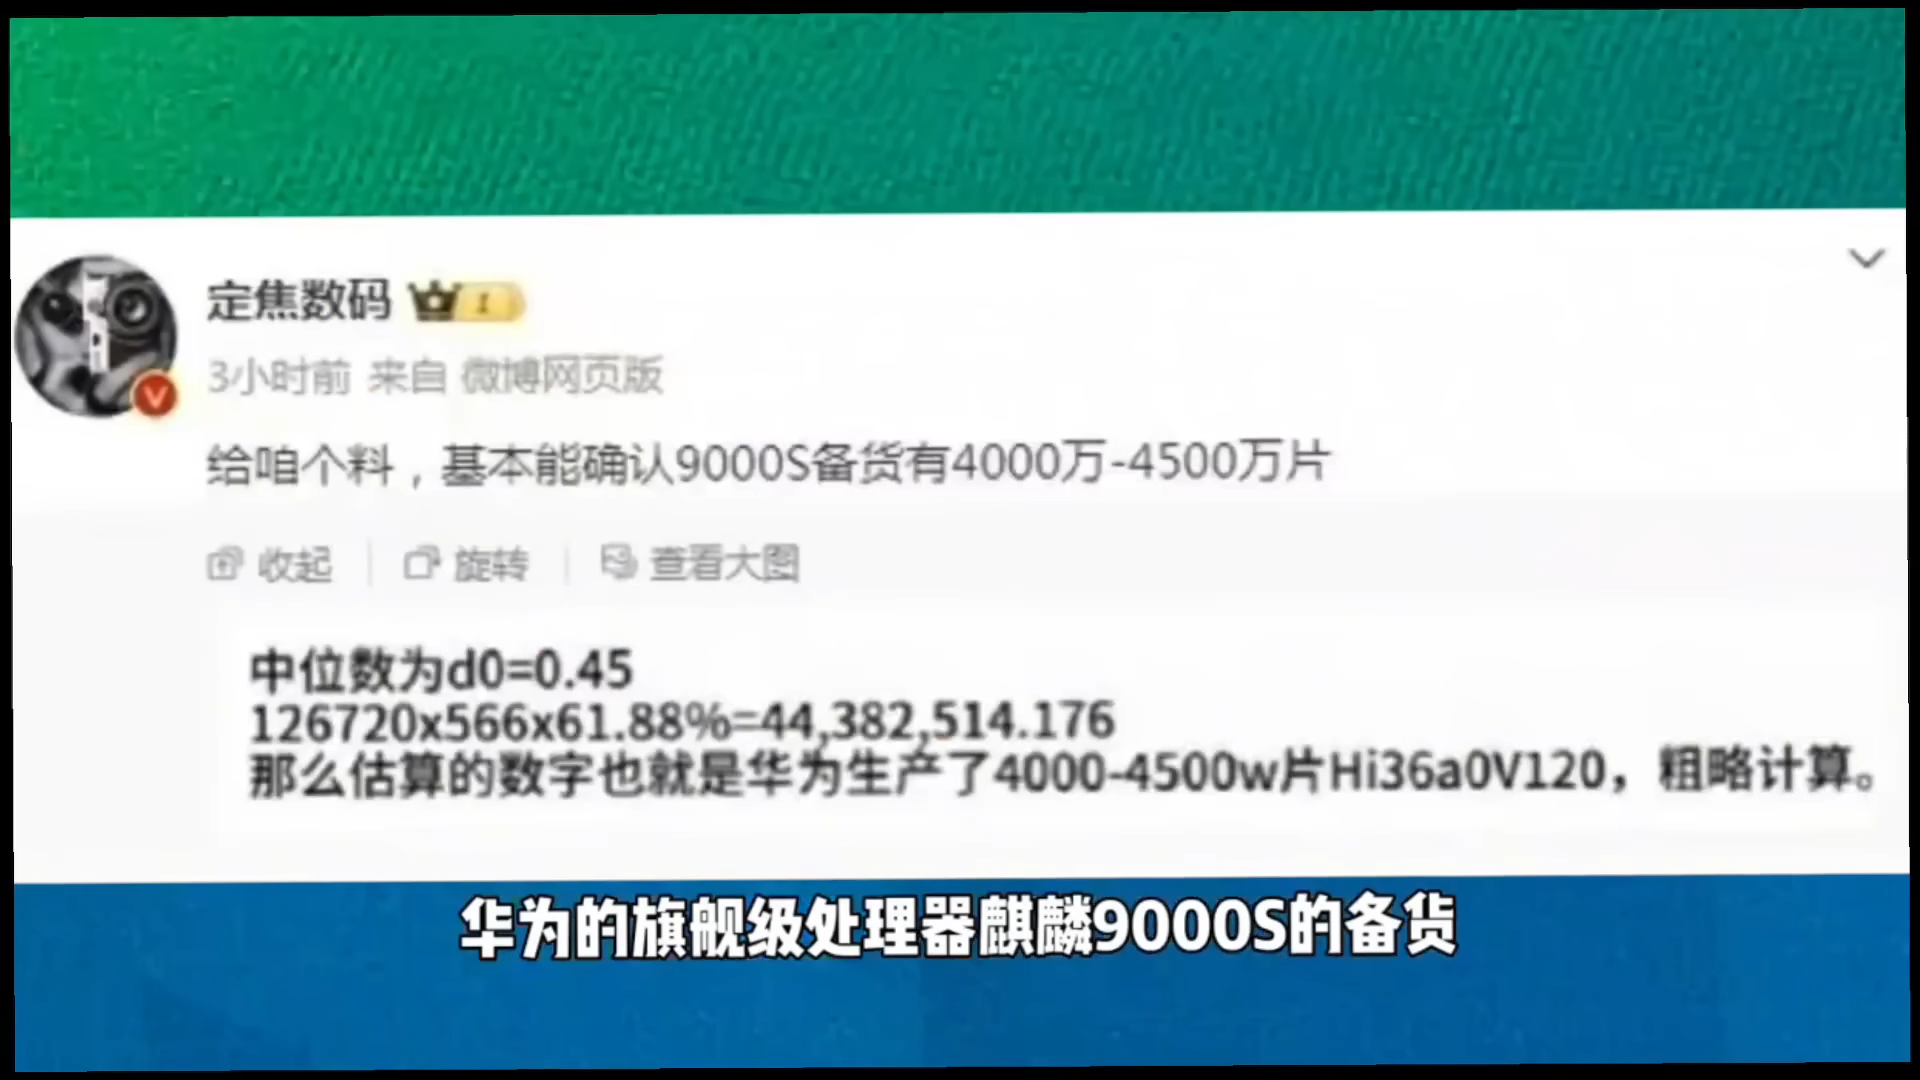 定焦数码
3小时前 来自 微博网页版
给咱个料，基本能确认9000S备货有4000万-4500万片
收起 旋转 查看大图
中位数为d0=0.45
126720x566x61.88%=44,382,514.176
那么估算的数字也就是华为生产了4000-4500w片Hi36a0V120，粗略计算。
华为的旗舰级处理器麒麟9000S的备货